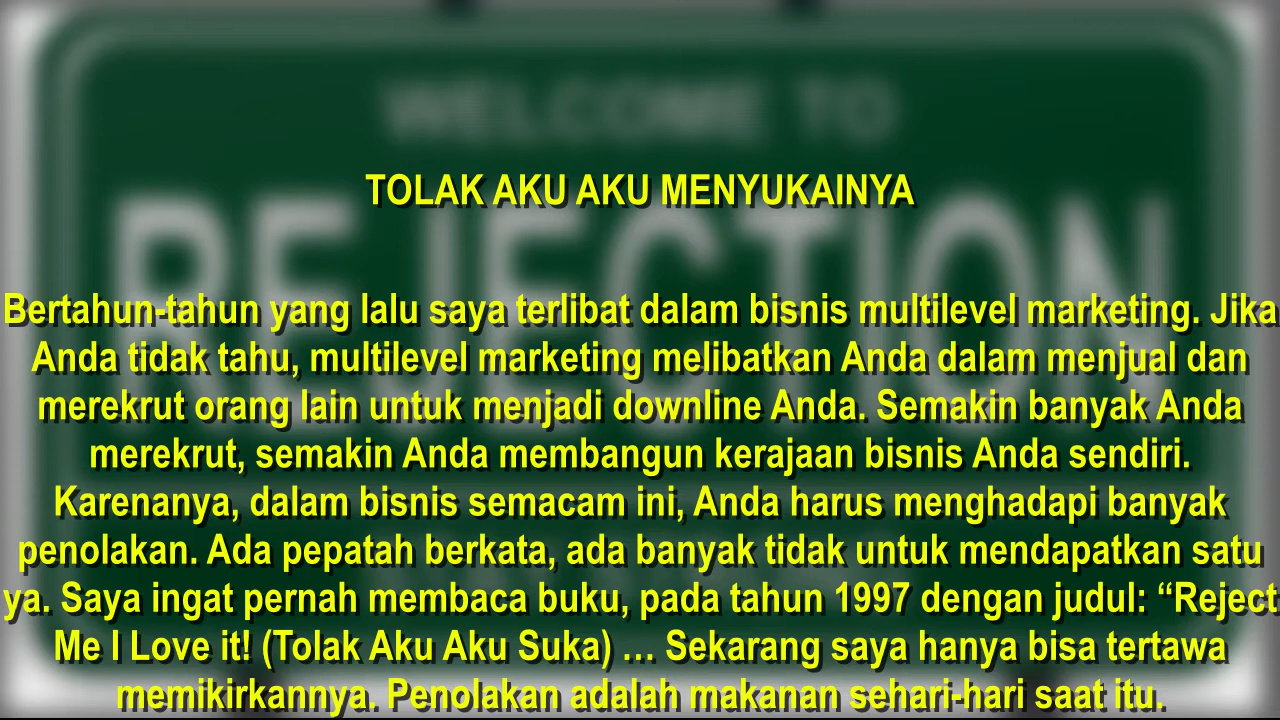 WELCOME TO
REJECTION
TOLAK AKU AKU MENYUKAINYA
Bertahun-tahun yang lalu saya terlibat dalam bisnis multilevel marketing. Jika
Anda tidak tahu, multilevel marketing melibatkan Anda dalam menjual dan
merekrut orang lain untuk menjadi downline Anda. Semakin banyak Anda
merekrut, semakin Anda membangun kerajaan bisnis Anda sendiri.
Karenanya, dalam bisnis semacam ini, Anda harus menghadapi banyak
penolakan. Ada pepatah berkata, ada banyak tidak untuk mendapatkan satu
ya. Saya ingat pernah membaca buku, pada tahun 1997 dengan judul: “Reject
Me I Love it! (Tolak Aku Aku Suka) … Sekarang saya hanya bisa tertawa
memikirkannya. Penolakan adalah makanan sehari-hari saat itu.